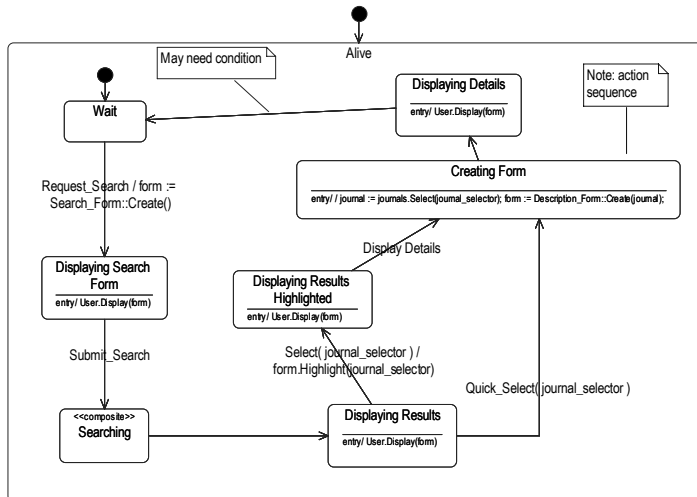 Alive
May need condition
Note: action
sequence
Displaying Details
entry/ User.Display(form)
Wait
Creating Form
entry/ / journal := journals.Select(journal_selector); form := Description_Form::Create(journal);
Request_Search / form :=
Search_Form::Create()
Display Details
Displaying Search
Form
entry/ User.Display(form)
Displaying Results
Highlighted
entry/ User.Display(form)
Submit_Search
Select( journal_selector ) /
form.Highlight(journal_selector)
Quick_Select( journal_selector )
<<composite>>
Searching
Displaying Results
entry/ User.Display(form)